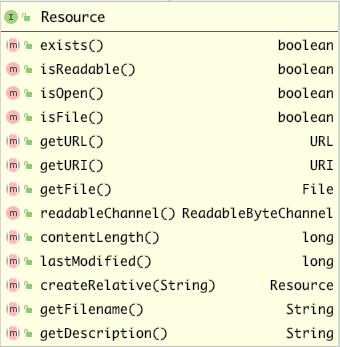 I Resource
m exists() boolean
m isReadable() boolean
m isOpen() boolean
m isFile() boolean
m getURL() URL
m getURI() URI
m getFile() File
m readableChannel() ReadableByteChannel
m contentLength() long
m lastModified() long
m createRelative(String) Resource
m getFilename() String
m getDescription() String